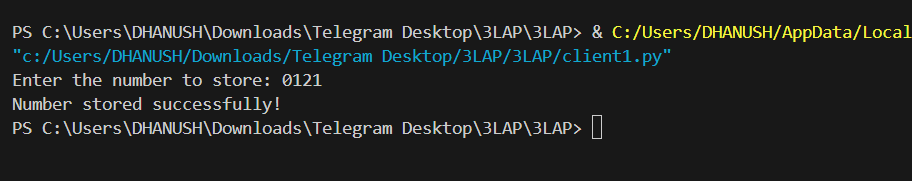 PS C:\Users\DHANUSH\Downloads\Telegram Desktop\3LAP\3LAP> & C:/Users/DHANUSH/AppData/Local
"c:/Users/DHANUSH/Downloads/Telegram Desktop/3LAP/3LAP/client1.py"
Enter the number to store: 0121
Number stored successfully!
PS C:\Users\DHANUSH\Downloads\Telegram Desktop\3LAP\3LAP>